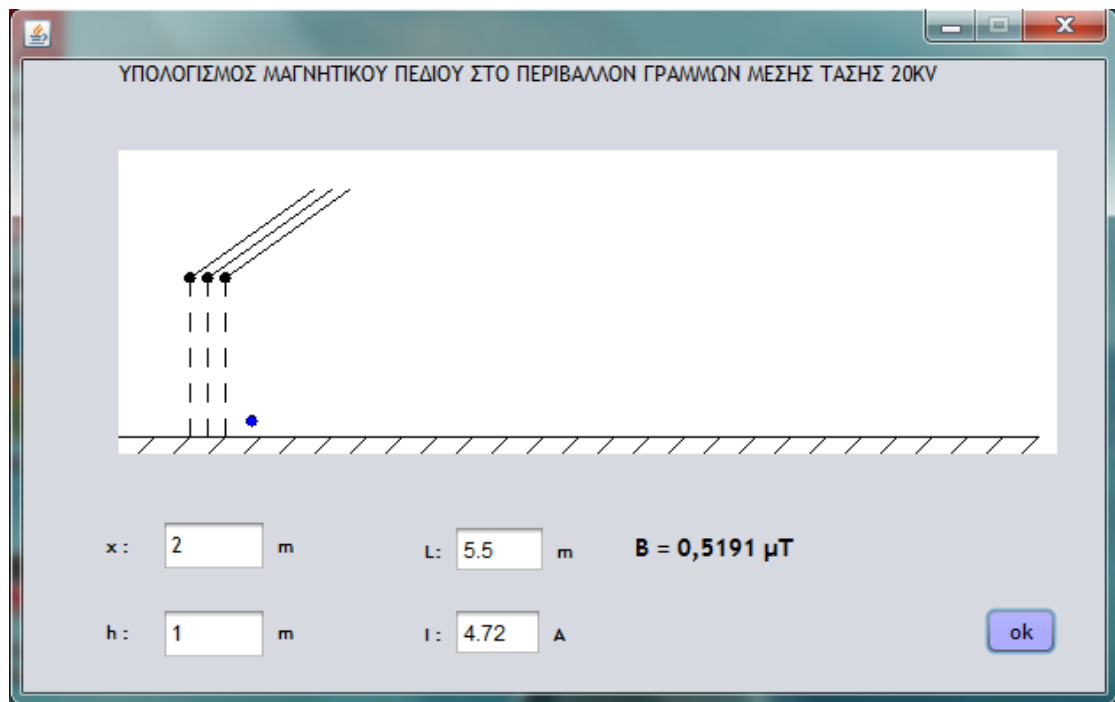 ΥΠΟΛΟΓΙΣΜΟΣ ΜΑΓΝΗΤΙΚΟΥ ΠΕΔΙΟΥ ΣΤΟ ΠΕΡΙΒΑΛΛΟΝ ΓΡΑΜΜΩΝ ΜΕΣΗΣ ΤΑΣΗΣ 20KV
x : 2 m L: 5.5 m B = 0,5191 μT
h : 1 m I : 4.72 A
ok